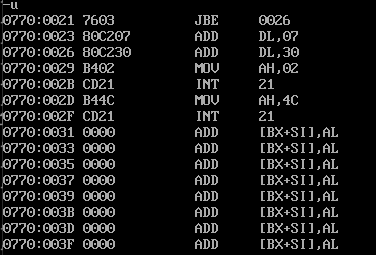 -u
0770:0021 7603 JBE 0026
0770:0023 80C207 ADD DL,07
0770:0026 80C230 ADD DL,30
0770:0029 B402 MOV AH,02
0770:002B CD21 INT 21
0770:002D B44C MOV AH,4C
0770:002F CD21 INT 21
0770:0031 0000 ADD [BX+SI],AL
0770:0033 0000 ADD [BX+SI],AL
0770:0035 0000 ADD [BX+SI],AL
0770:0037 0000 ADD [BX+SI],AL
0770:0039 0000 ADD [BX+SI],AL
0770:003B 0000 ADD [BX+SI],AL
0770:003D 0000 ADD [BX+SI],AL
0770:003F 0000 ADD [BX+SI],AL